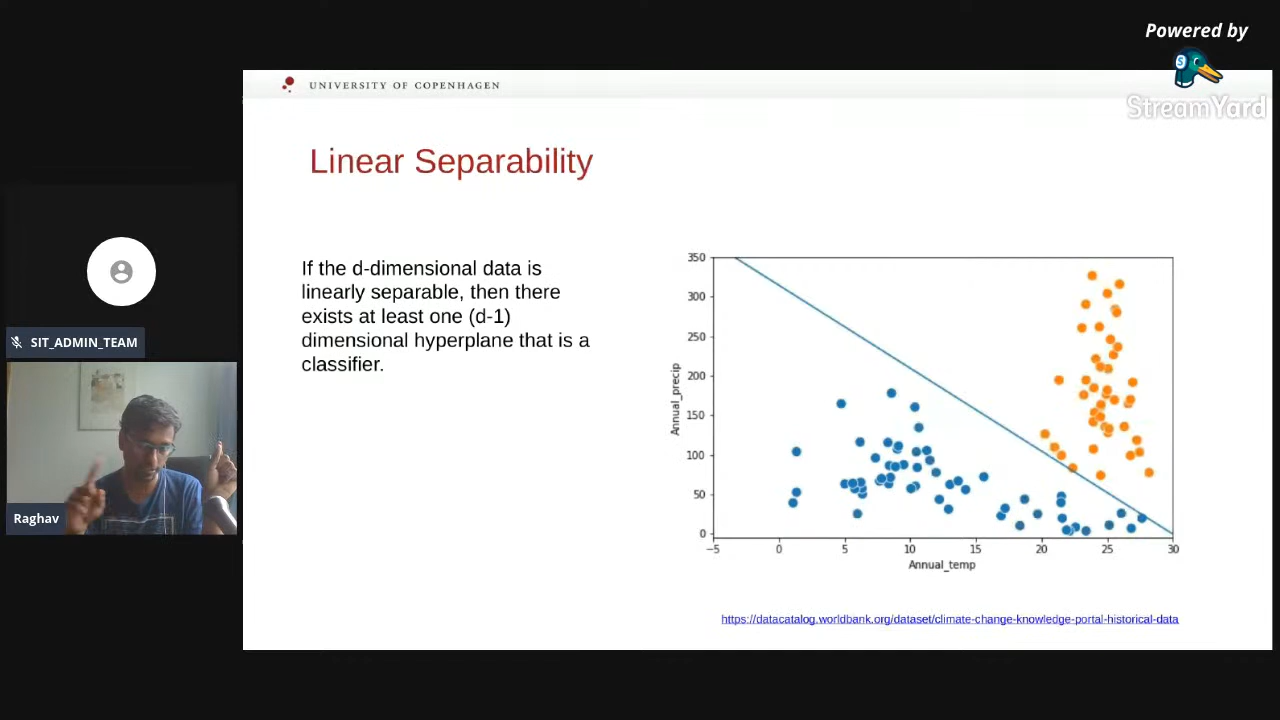 Powered by
S
StreamYard
UNIVERSITY OF COPENHAGEN
Linear Separability
If the d-dimensional data is
linearly separable, then there
exists at least one (d-1)
dimensional hyperplane that is a
classifier.
350
300
250
200
150
100
50
0
Annual_precip
−5 0 5 10 15 20 25 30
Annual_temp
https://datacatalog.worldbank.org/dataset/climate-change-knowledge-portal-historical-data
SIT_ADMIN_TEAM
Raghav